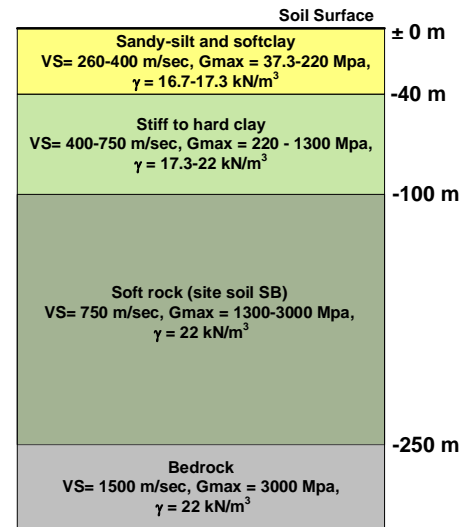 Soil Surface
± 0 m
Sandy-silt and softclay
VS= 260-400 m/sec, Gmax = 37.3-220 Mpa,
γ = 16.7-17.3 kN/m³
-40 m
Stiff to hard clay
VS= 400-750 m/sec, Gmax = 220 - 1300 Mpa,
γ = 17.3-22 kN/m³
-100 m
Soft rock (site soil SB)
VS= 750 m/sec, Gmax = 1300-3000 Mpa,
γ = 22 kN/m³
-250 m
Bedrock
VS= 1500 m/sec, Gmax = 3000 Mpa,
γ = 22 kN/m³